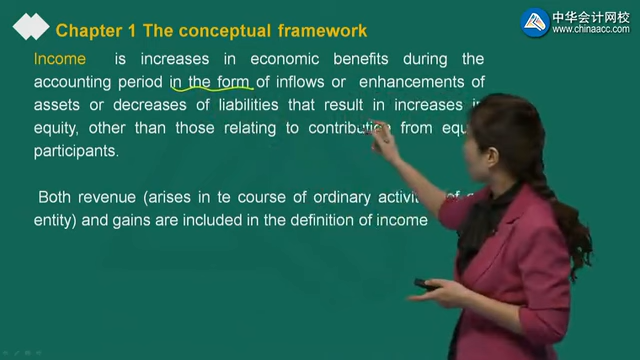 中华会计网校
www.chinaacc.com
Chapter 1 The conceptual framework
Income is increases in economic benefits during the
accounting period in the form of inflows or enhancements of
assets or decreases of liabilities that result in increases
equity, other than those relating to contribution from
participants.
Both revenue (arises in te course of ordinary
entity) and gains are included in the definition of income